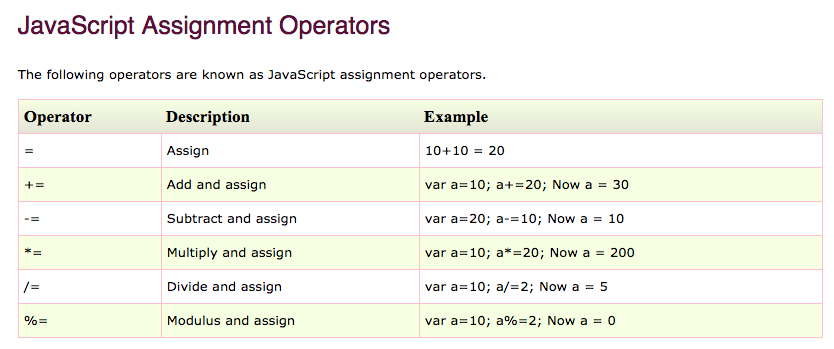 JavaScript Assignment Operators
The following operators are known as JavaScript assignment operators.
Operator Description Example
= Assign 10+10 = 20
+= Add and assign var a=10; a+=20; Now a = 30
-= Subtract and assign var a=20; a-=10; Now a = 10
*= Multiply and assign var a=10; a*=20; Now a = 200
/= Divide and assign var a=10; a/=2; Now a = 5
%= Modulus and assign var a=10; a%=2; Now a = 0